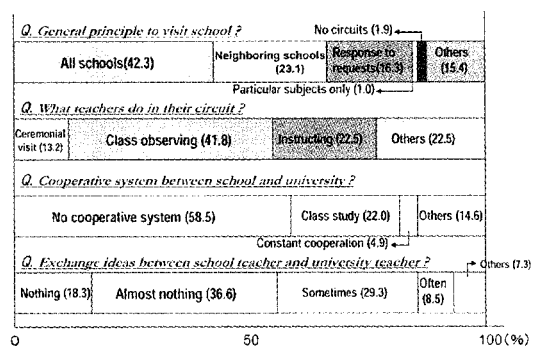 Q. General principle to visit school ?
No circuits (1.9)
All schools(42.3)
Neighboring schools
(23.1)
Response to
requests(16.3)
Others
(15.4)
Particular subjects only (1.0)
Q. What teachers do in their circuit ?
Ceremonial
visit (13.2)
Class observing (41.8)
Instructing (22.5)
Others (22.5)
Q. Cooperative system between school and university ?
No cooperative system (58.5)
Class study (22.0)
Others (14.6)
Constant cooperation (4.9)
Q. Exchange ideas between school teacher and university teacher ?
Others (7.3)
Nothing (18.3)
Almost nothing (36.6)
Sometimes (29.3)
Often
(8.5)
0 50 100 (%)